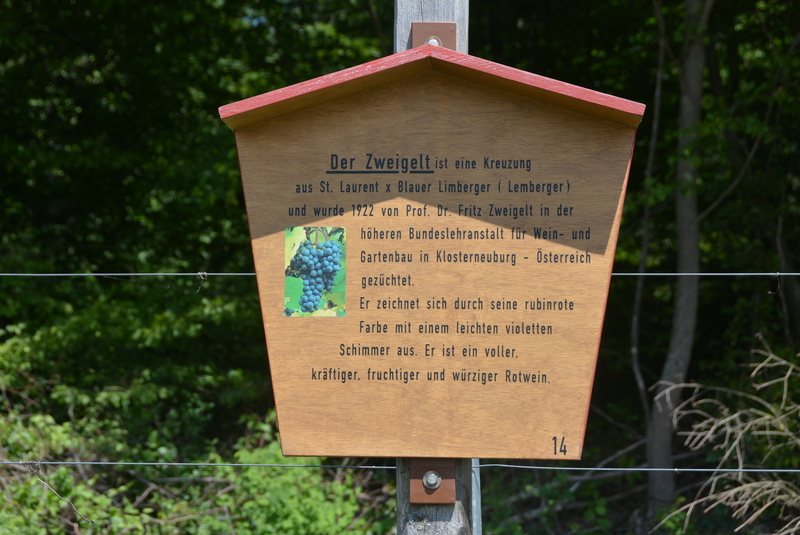 Der Zweigelt ist eine Kreuzung
aus St. Laurent x Blauer Limberger ( Lemberger )
und wurde 1922 von Prof. Dr. Fritz Zweigelt in der
höheren Bundeslehranstalt für Wein- und
Gartenbau in Klosterneuburg - Österreich
gezüchtet.
Er zeichnet sich durch seine rubinrote
Farbe mit einem leichten violetten
Schimmer aus. Er ist ein voller,
kräftiger, fruchtiger und würziger Rotwein.
14